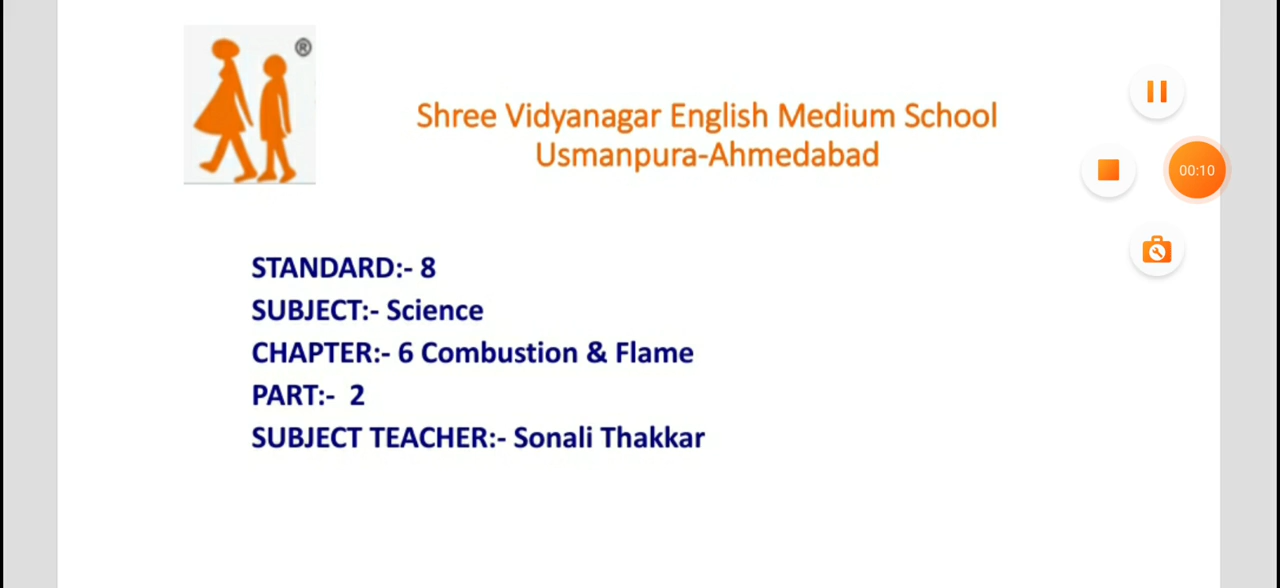 ®
Shree Vidyanagar English Medium School
Usmanpura-Ahmedabad
00:10
STANDARD:- 8
SUBJECT:- Science
CHAPTER:- 6 Combustion & Flame
PART:-  2
SUBJECT TEACHER:- Sonali Thakkar